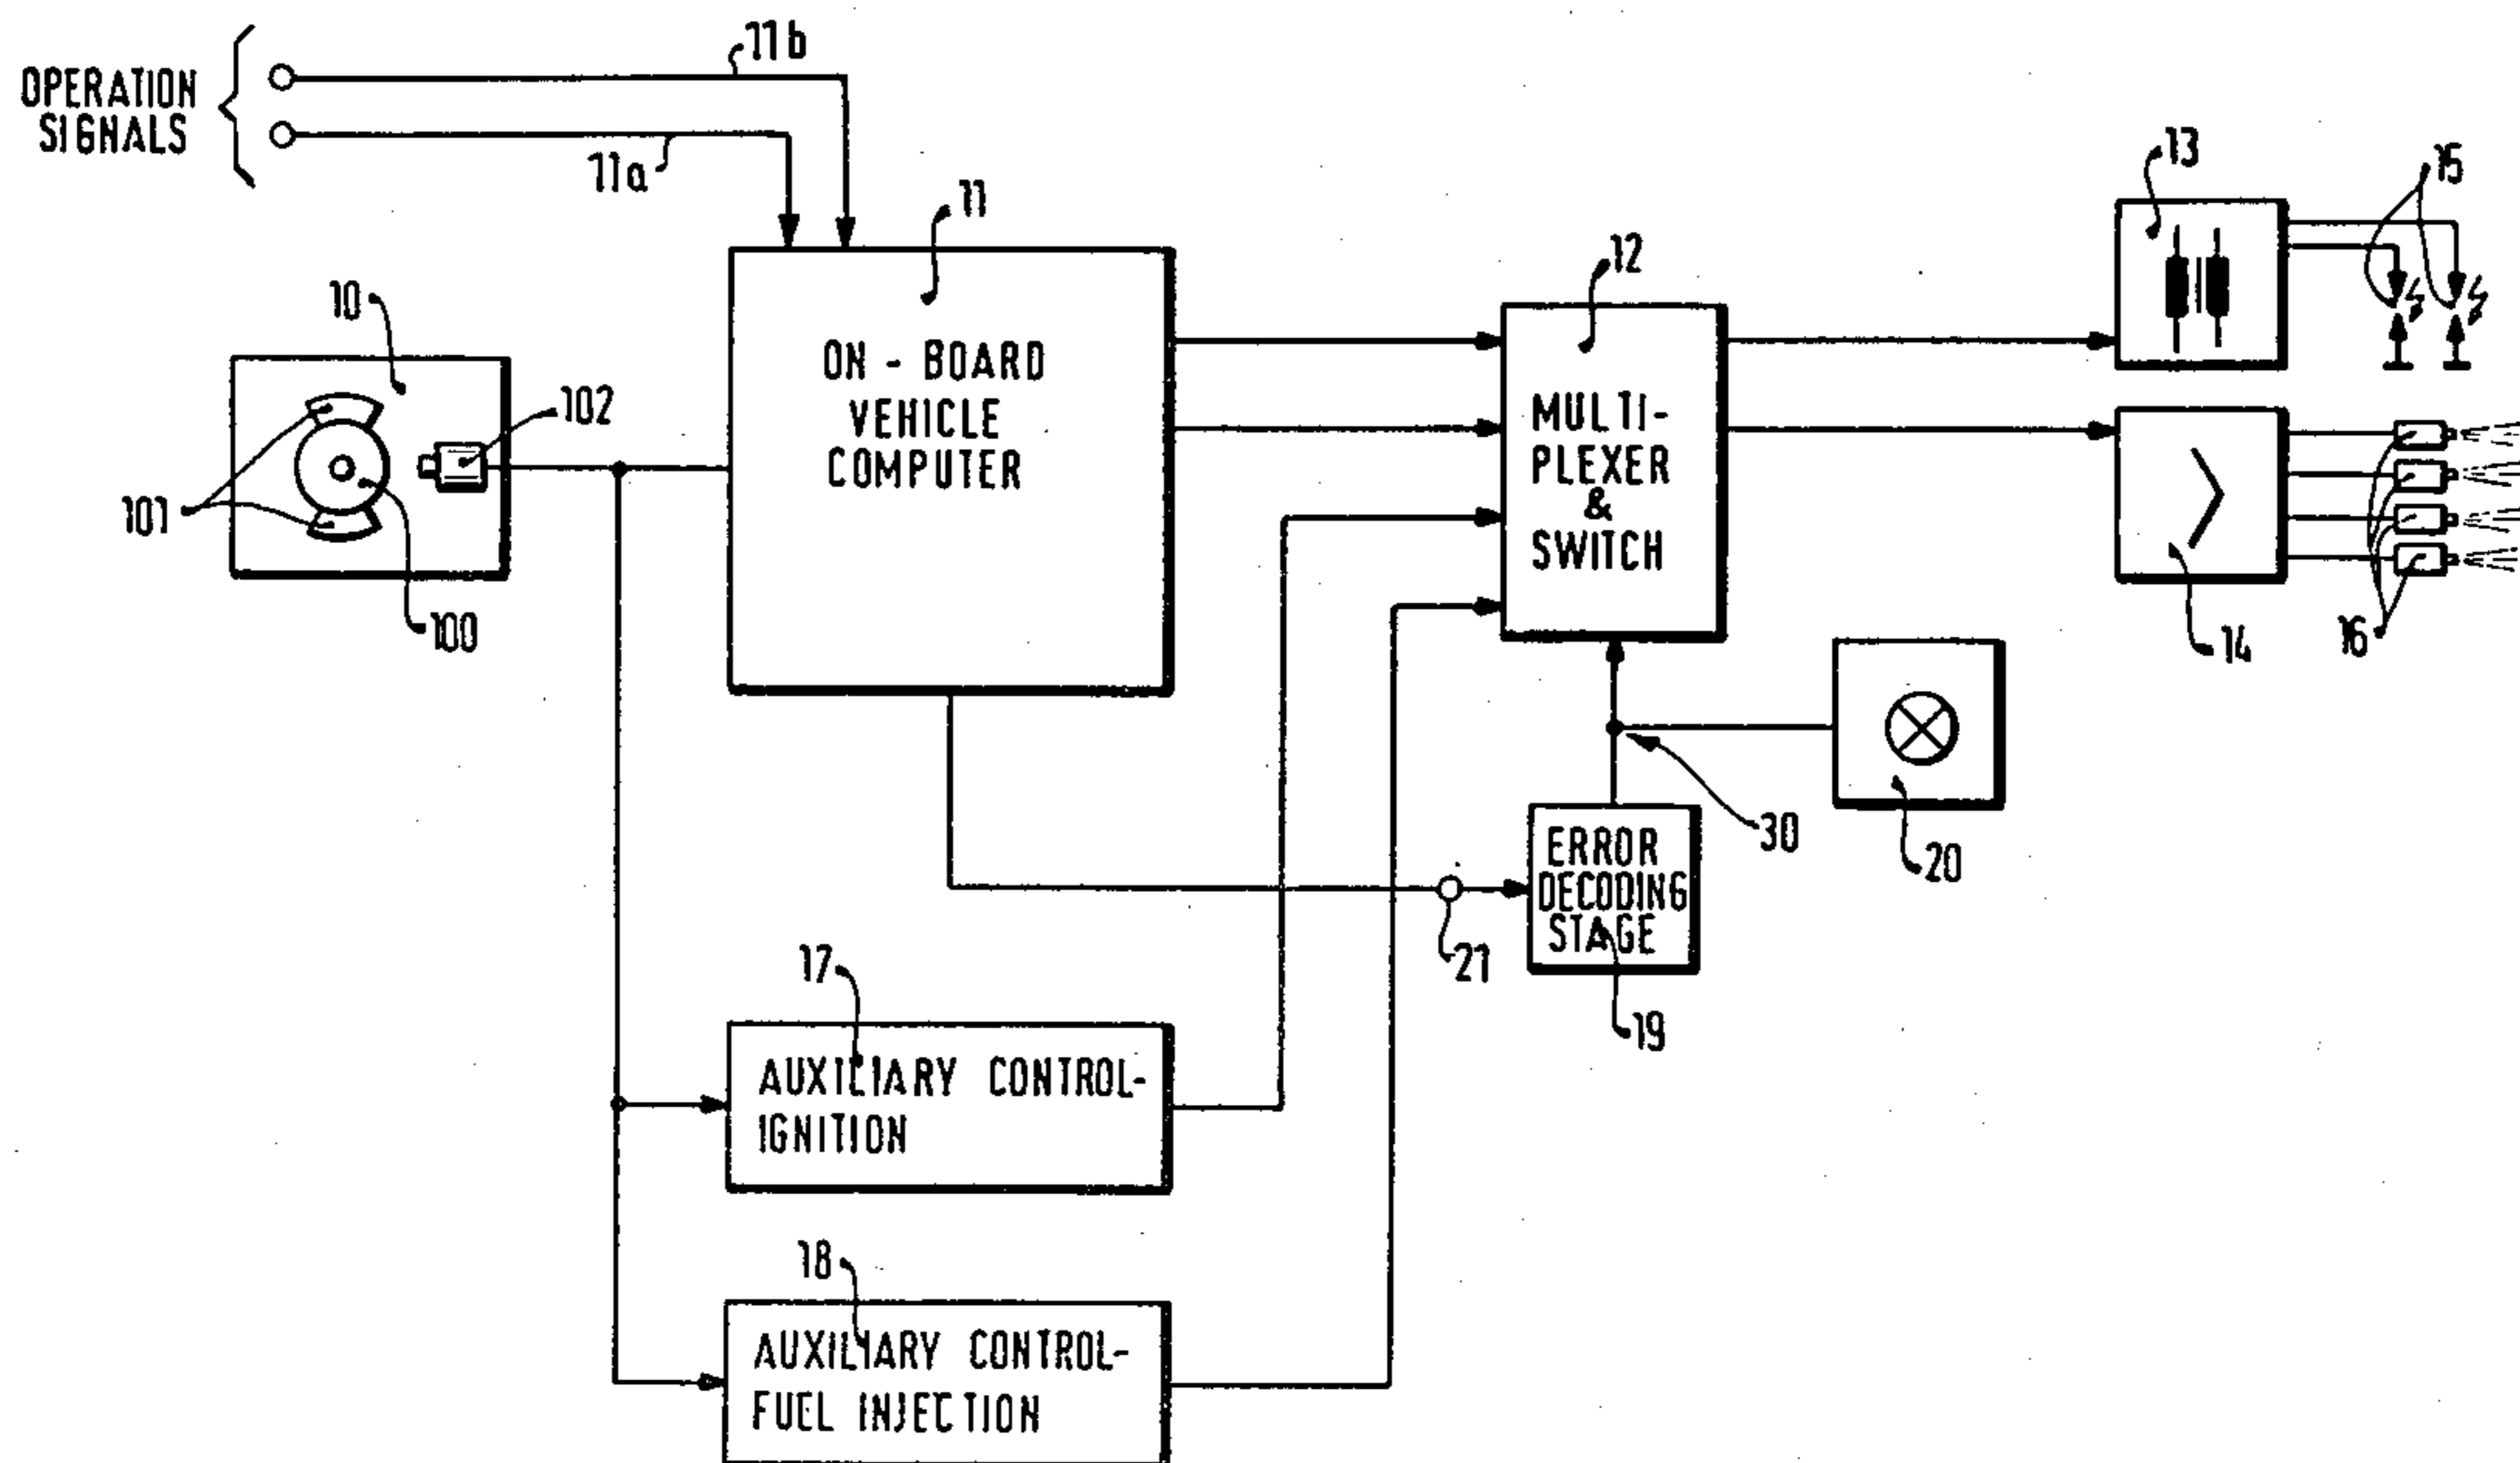 OPERATION
SIGNALS
11b
11a
11
10
102
101
100
ON - BOARD
VEHICLE
COMPUTER
12
MULTI-
PLEXER
&
SWITCH
13
15
14
16
20
30
ERROR
DECODING
STAGE
21
19
17
AUXILIARY CONTROL-
IGNITION
18
AUXILIARY CONTROL-
FUEL INJECTION